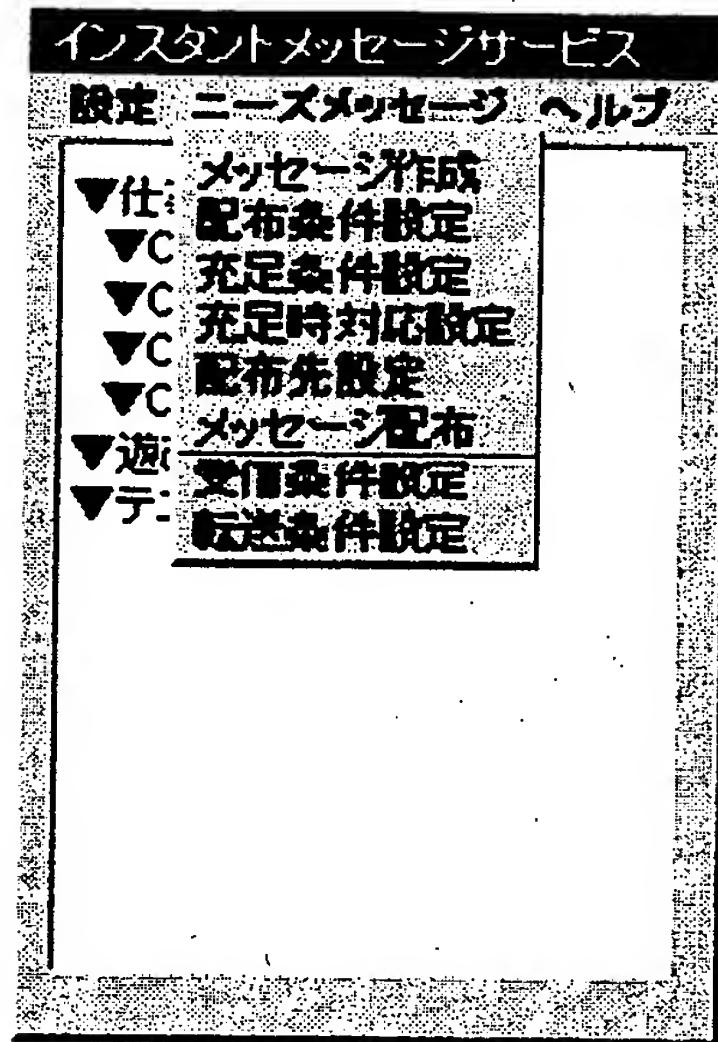 インスタントメッセージサービス
設定 ニーズメッセージ ヘルプ
メッセージ作成
配布条件設定
充足条件設定
充足時対応設定
配布先設定
メッセージ配布
受信条件設定
転送条件設定
▼仕
▼C
▼C
▼C
▼C
▼遊
▼テ